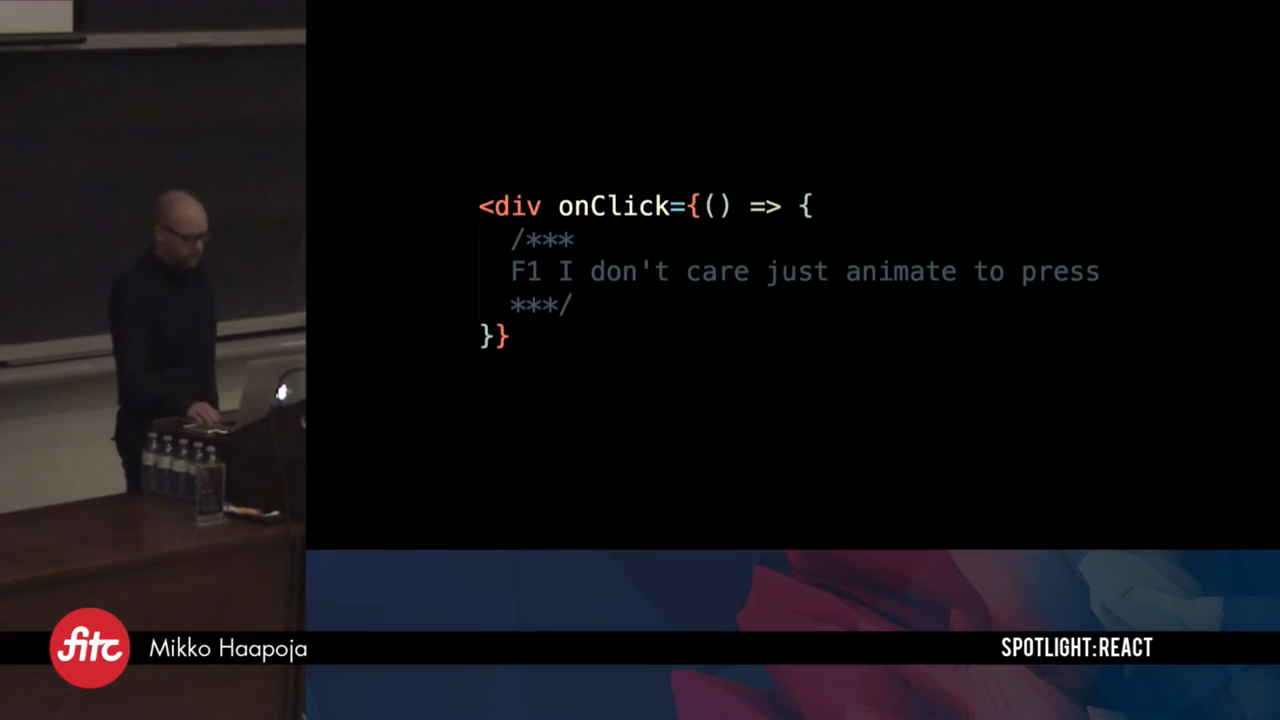 <div onClick={() => {
/***
F1 I don't care just animate to press
***/
}}
fitc
Mikko Haapoja
SPOTLIGHT:REACT